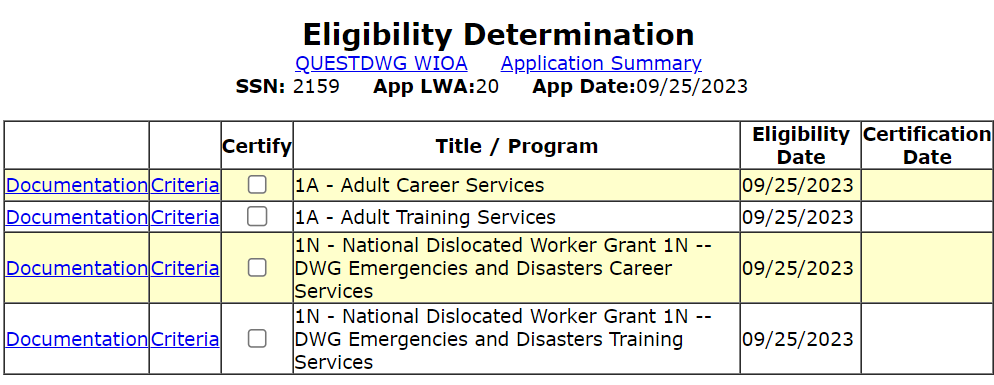 Eligibility Determination
QUESTDWG WIOA Application Summary
SSN: 2159 App LWA:20 App Date:09/25/2023
Certify Title / Program Eligibility Date Certification Date
Documentation Criteria 1A - Adult Career Services 09/25/2023
Documentation Criteria 1A - Adult Training Services 09/25/2023
1N - National Dislocated Worker Grant 1N --
Documentation Criteria DWG Emergencies and Disasters Career 09/25/2023
Services
1N - National Dislocated Worker Grant 1N --
Documentation Criteria DWG Emergencies and Disasters Training 09/25/2023
Services